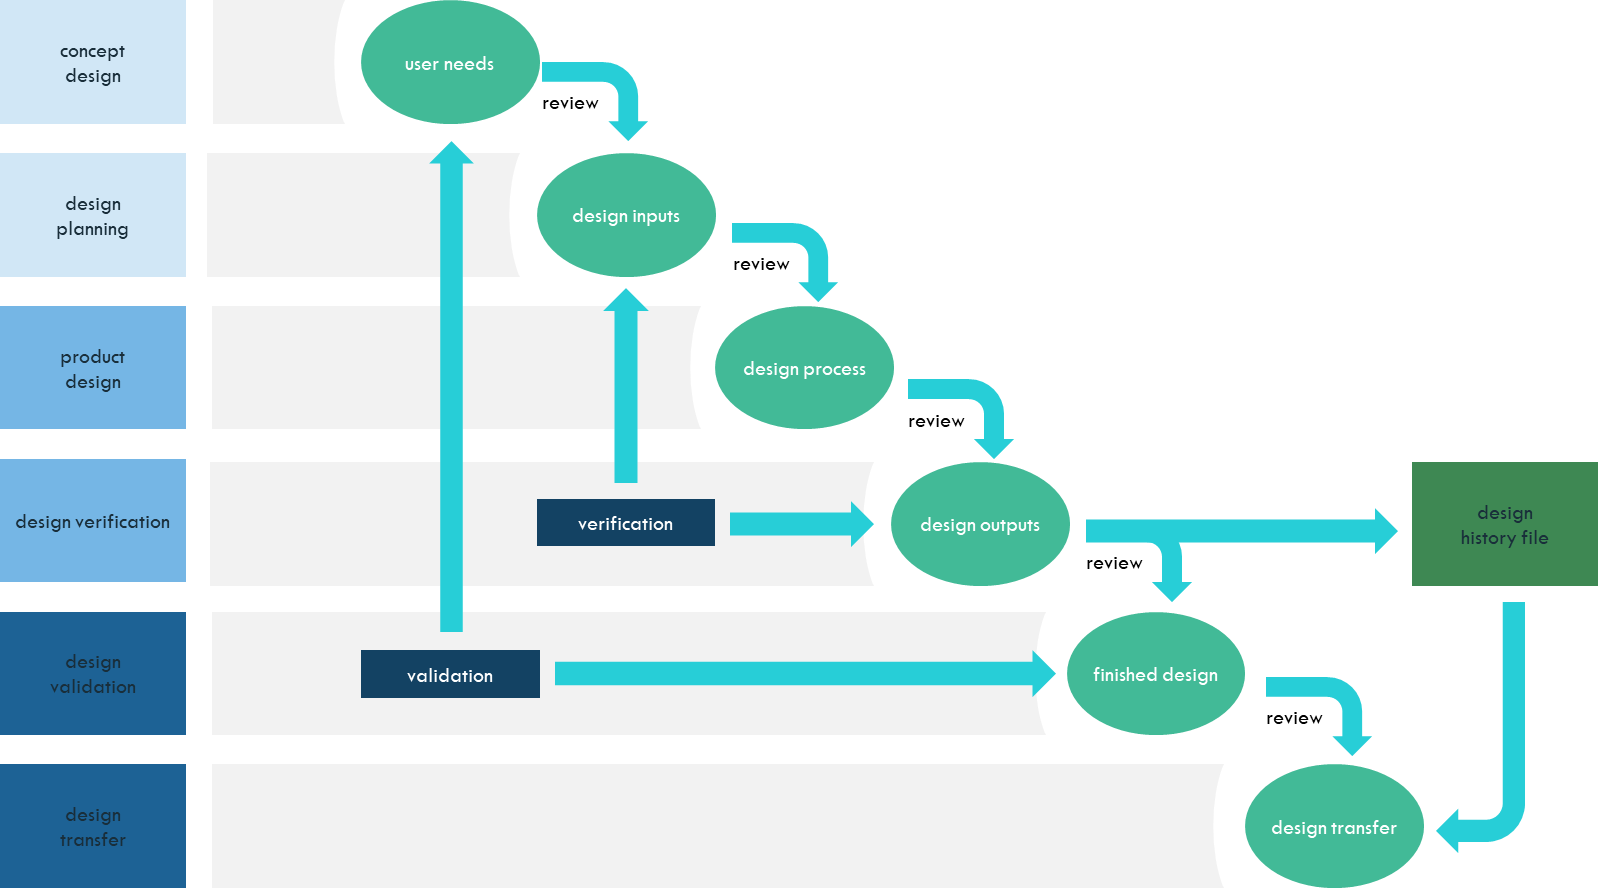 concept
design
user needs
review
design
planning
design inputs
review
product
design
design process
review
design verification
verification
design outputs
review
design
history file
design
validation
validation
finished design
review
design
transfer
design transfer